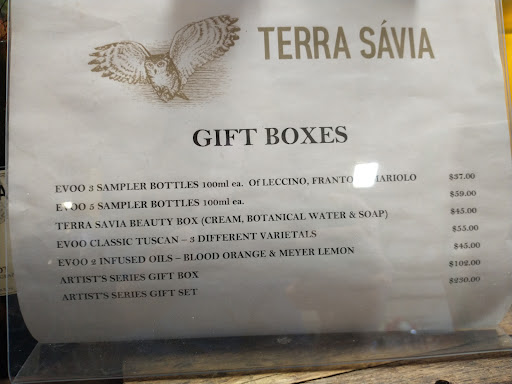 TERRA SÁVIA
GIFT BOXES
EVOO 3 SAMPLER BOTTLES 100ml ea. Of LECCINO, $37.00
EVOO 5 SAMPLER BOTTLES 100ml ea. $59.00
TERRA SAVIA BEAUTY BOX (CREAM, BOTANICAL WATER & SOAP) $45.00
EVOO CLASSIC TUSCAN – 3 DIFFERENT VARIETALS $55.00
EVOO 2 INFUSED OILS – BLOOD ORANGE & MEYER LEMON $45.00
ARTIST'S SERIES GIFT BOX $102.00
ARTIST'S SERIES GIFT SET $250.00